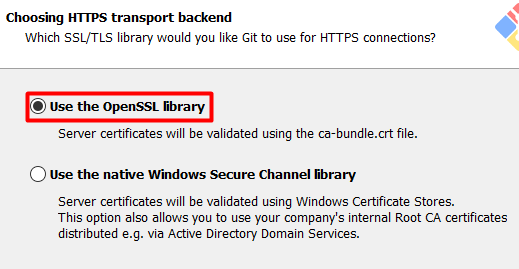 Choosing HTTPS transport backend
Which SSL/TLS library would you like Git to use for HTTPS connections?
Use the OpenSSL library
Server certificates will be validated using the ca-bundle.crt file.
Use the native Windows Secure Channel library
Server certificates will be validated using Windows Certificate Stores.
This option also allows you to use your company's internal Root CA certificates
distributed e.g. via Active Directory Domain Services.